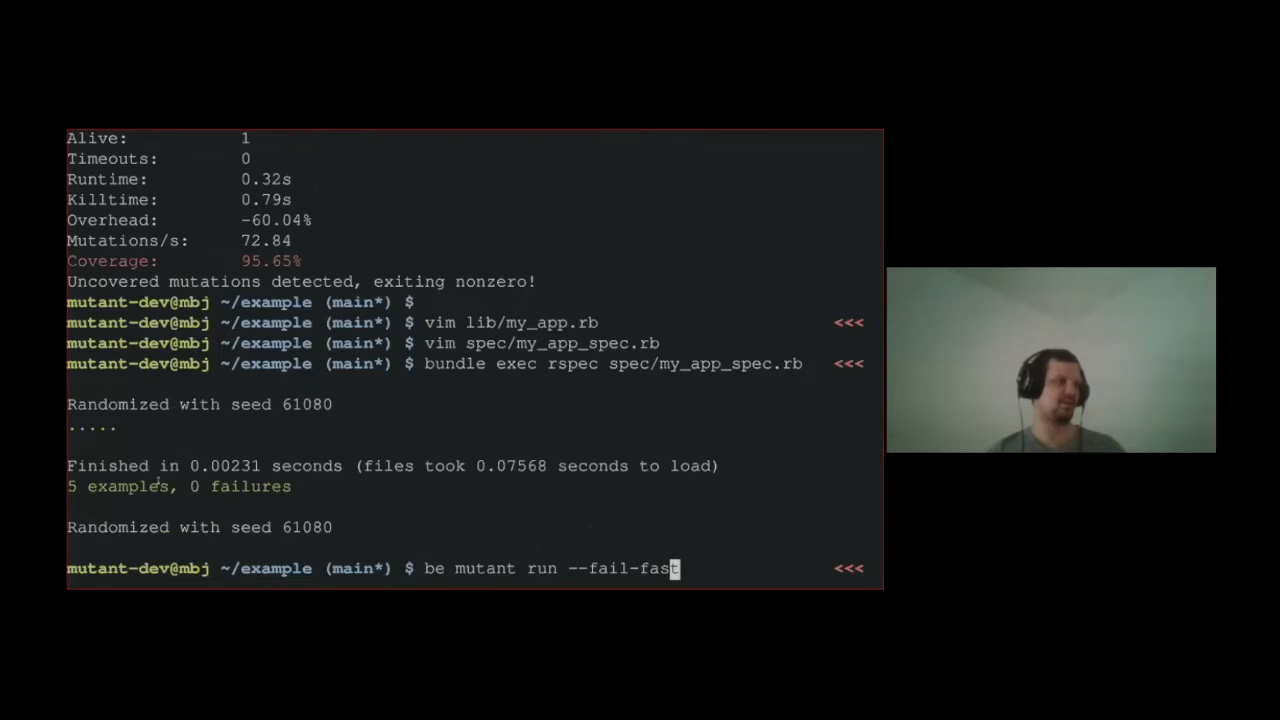 Alive: 1
Timeouts: 0
Runtime: 0.32s
Killtime: 0.79s
Overhead: -60.04%
Mutations/s: 72.84
Coverage: 95.65%
Uncovered mutations detected, exiting nonzero!
mutant-dev@mbj ~/example (main*) $
mutant-dev@mbj ~/example (main*) $ vim lib/my_app.rb <<<
mutant-dev@mbj ~/example (main*) $ vim spec/my_app_spec.rb
mutant-dev@mbj ~/example (main*) $ bundle exec rspec spec/my_app_spec.rb <<<
Randomized with seed 61080
.....
Finished in 0.00231 seconds (files took 0.07568 seconds to load)
5 examples, 0 failures
Randomized with seed 61080
mutant-dev@mbj ~/example (main*) $ be mutant run --fail-fast <<<